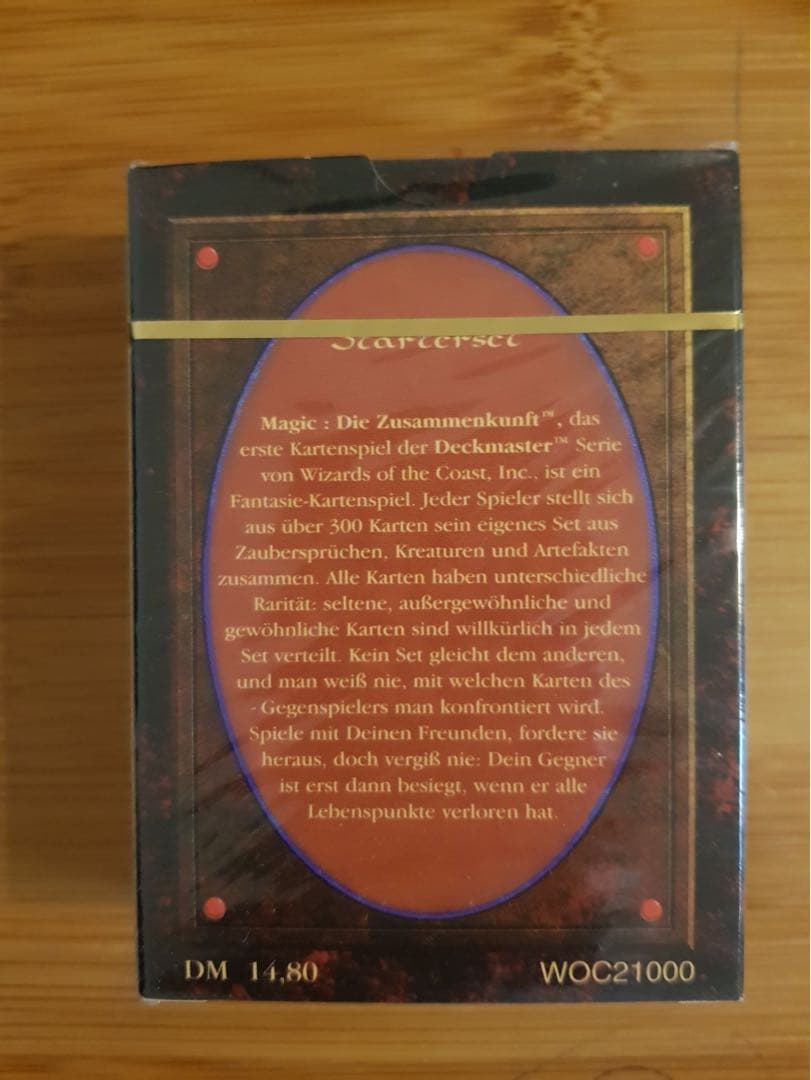 Starterset
Magic : Die Zusammenkunft™, das
erste Kartenspiel der Deckmaster™ Serie
von Wizards of the Coast, Inc., ist ein
Fantasie-Kartenspiel. Jeder Spieler stellt sich
aus über 300 Karten sein eigenes Set aus
Zaubersprüchen, Kreaturen und Artefakten
zusammen. Alle Karten haben unterschiedliche
Rarität: seltene, außergewöhnliche und
gewöhnliche Karten sind willkürlich in jedem
Set verteilt. Kein Set gleicht dem anderen,
und man weiß nie, mit welchen Karten des
Gegenspielers man konfrontiert wird.
Spiele mit Deinen Freunden, fordere sie
heraus, doch vergiß nie: Dein Gegner
ist erst dann besiegt, wenn er alle
Lebenspunkte verloren hat.
DM 14,80
WOC21000